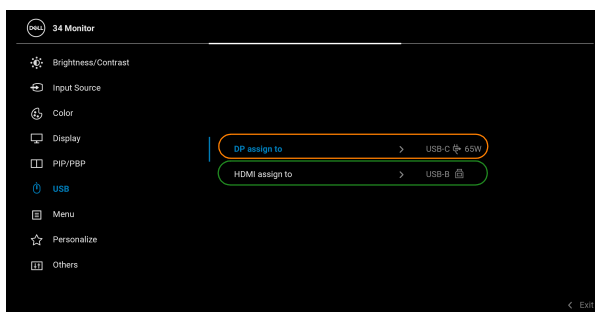 DELL
34 Monitor
Brightness/Contrast
Input Source
Color
Display
DP assign to > USB-C 65W
PIP/PBP
HDMI assign to > USB-B
USB
Menu
Personalize
Others
< Exit